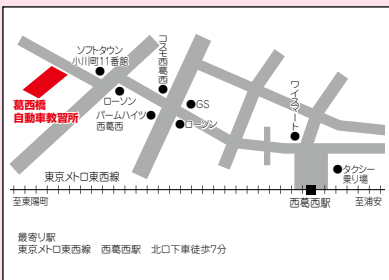 ソフトタウン
小川町11番館
コスモ西葛西
葛西橋
自動車教習所
ローソン
パームハイツ
西葛西
GS
ローソン
ワイズマート
タクシー
乗り場
東京メトロ東西線
至東陽町
西葛西駅
至浦安
最寄り駅
東京メトロ東西線　西葛西駅　北口下車徒歩7分